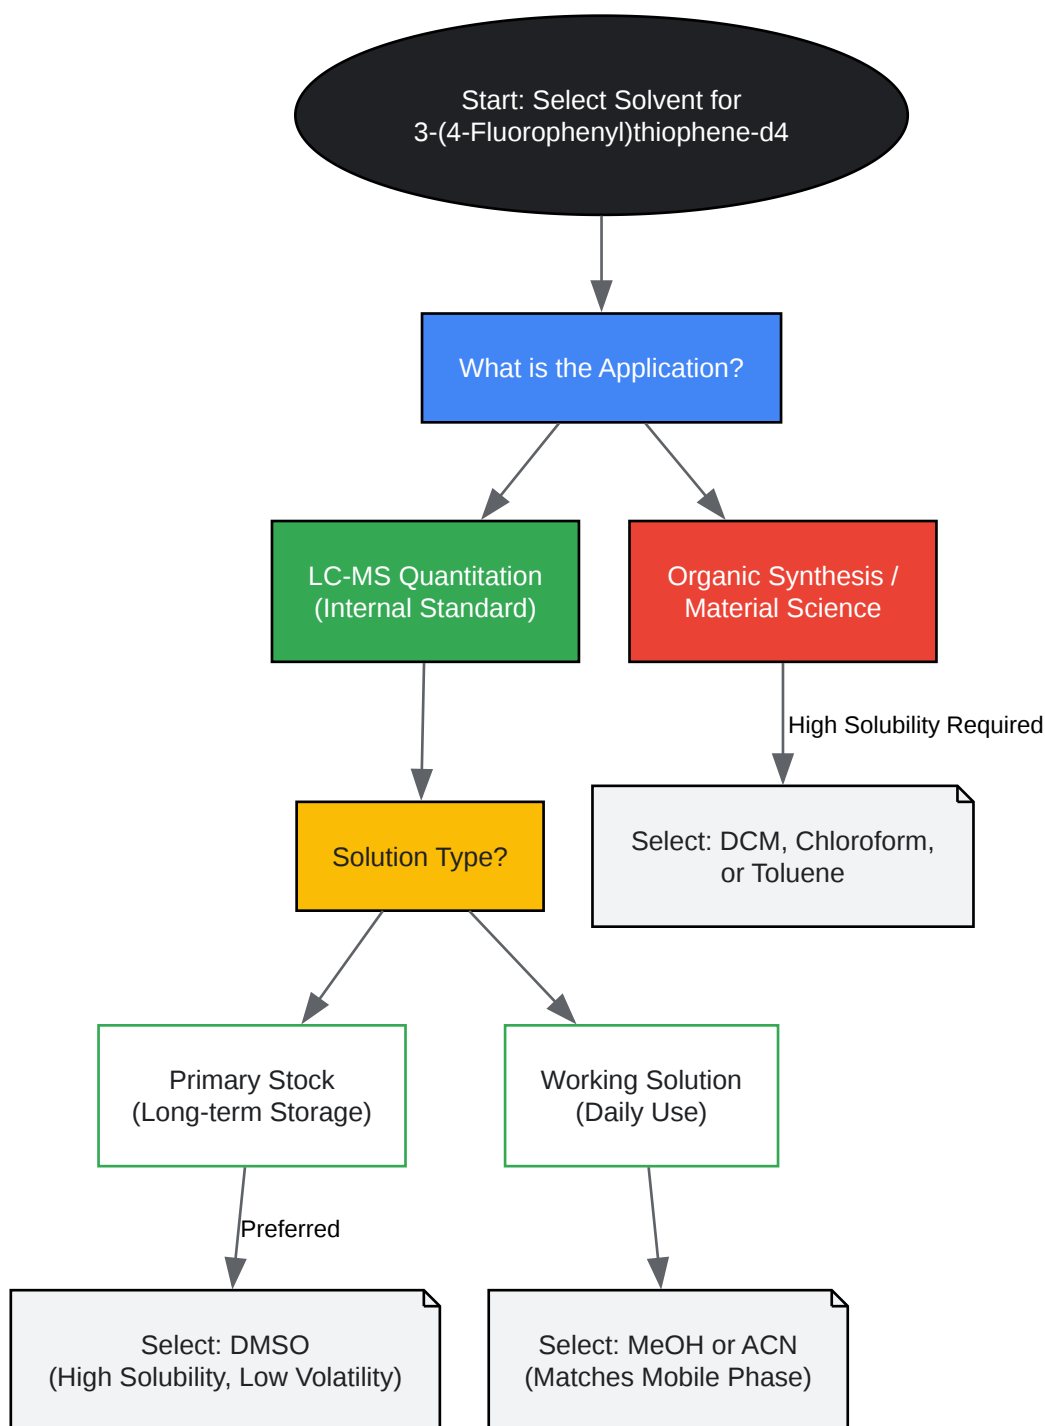 Start: Select Solvent for
3-(4-Fluorophenyl)thiophene-d4
What is the Application?
LC-MS Quantitation
(Internal Standard)
Organic Synthesis /
Material Science
High Solubility Required
Solution Type?
Select: DCM, Chloroform,
or Toluene
Primary Stock
(Long-term Storage)
Working Solution
(Daily Use)
Preferred
Select: DMSO
(High Solubility, Low Volatility)
Select: MeOH or ACN
(Matches Mobile Phase)